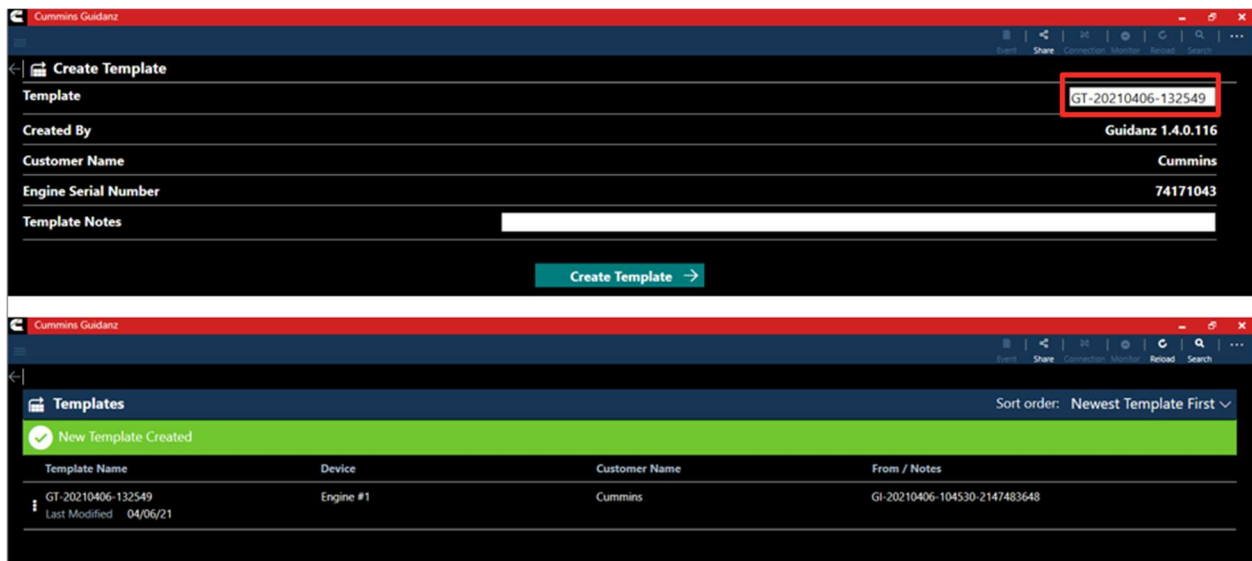 Cummins Guidanz
Event Share Connection Monitor Reload Search
Create Template
Template GT-20210406-132549
Created By Guidanz 1.4.0.116
Customer Name Cummins
Engine Serial Number 74171043
Template Notes
Create Template
Cummins Guidanz
Event Share Connection Monitor Reload Search
Templates Sort order: Newest Template First
New Template Created
Template Name Device Customer Name From / Notes
GT-20210406-132549 Engine #1 Cummins GI-20210406-104530-2147483648
Last Modified 04/06/21